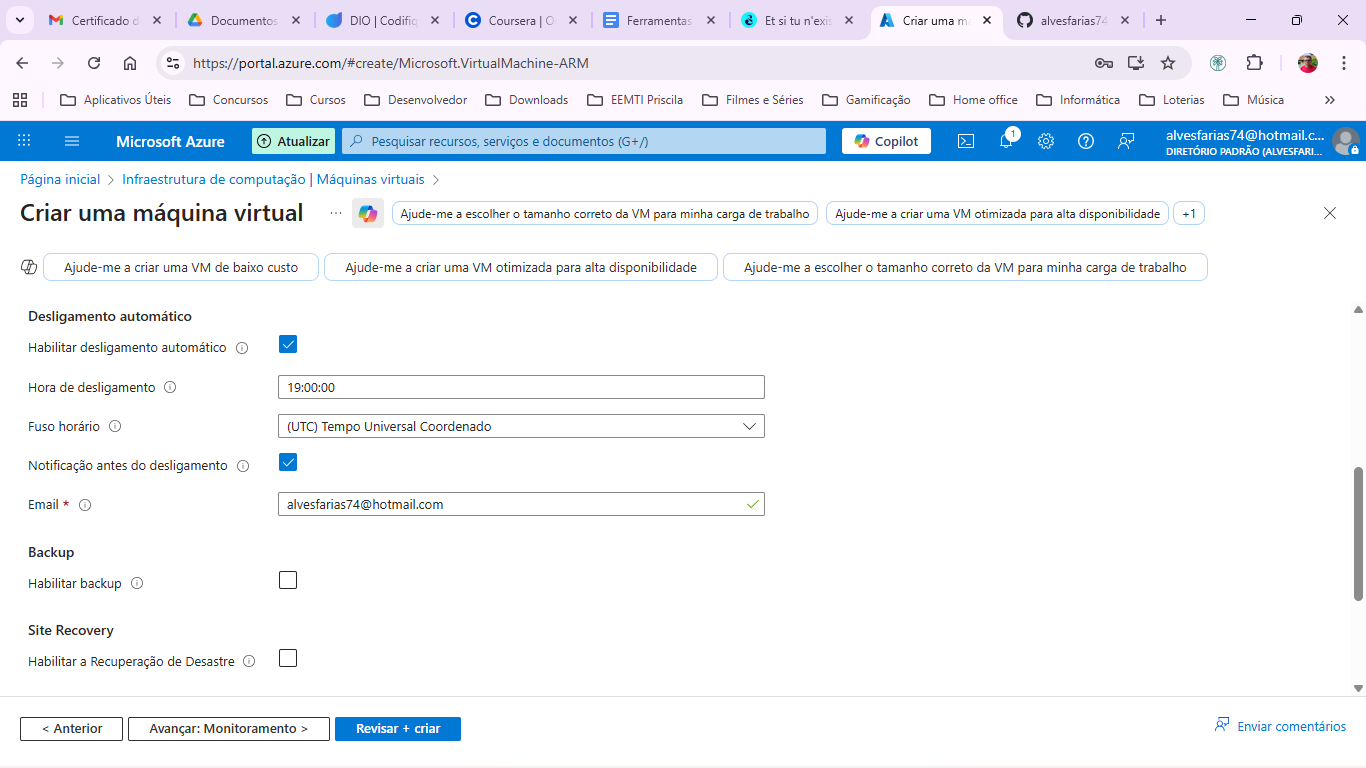 Certificado d
Documentos
DIO | Codifiq
Coursera | O
Ferramentas
Et si tu n'exis
Criar uma m
alvesfarias74
https://portal.azure.com/#create/Microsoft.VirtualMachine-ARM
Aplicativos Úteis
Concursos
Cursos
Desenvolvedor
Downloads
EEMTI Priscila
Filmes e Séries
Gamificação
Home office
Informática
Loterias
Música
Microsoft Azure
Atualizar
Pesquisar recursos, serviços e documentos (G+/)
Copilot
1
alvesfarias74@hotmail.c...
DIRETÓRIO PADRÃO (ALVESFARI...
Página inicial > Infraestrutura de computação | Máquinas virtuais >
Criar uma máquina virtual ...
Ajude-me a escolher o tamanho correto da VM para minha carga de trabalho
Ajude-me a criar uma VM otimizada para alta disponibilidade
+1
Ajude-me a criar uma VM de baixo custo
Ajude-me a criar uma VM otimizada para alta disponibilidade
Ajude-me a escolher o tamanho correto da VM para minha carga de trabalho
Desligamento automático
Habilitar desligamento automático
Hora de desligamento
19:00:00
Fuso horário
(UTC) Tempo Universal Coordenado
Notificação antes do desligamento
Email *
alvesfarias74@hotmail.com
Backup
Habilitar backup
Site Recovery
Habilitar a Recuperação de Desastre
< Anterior
Avançar: Monitoramento >
Revisar + criar
Enviar comentários